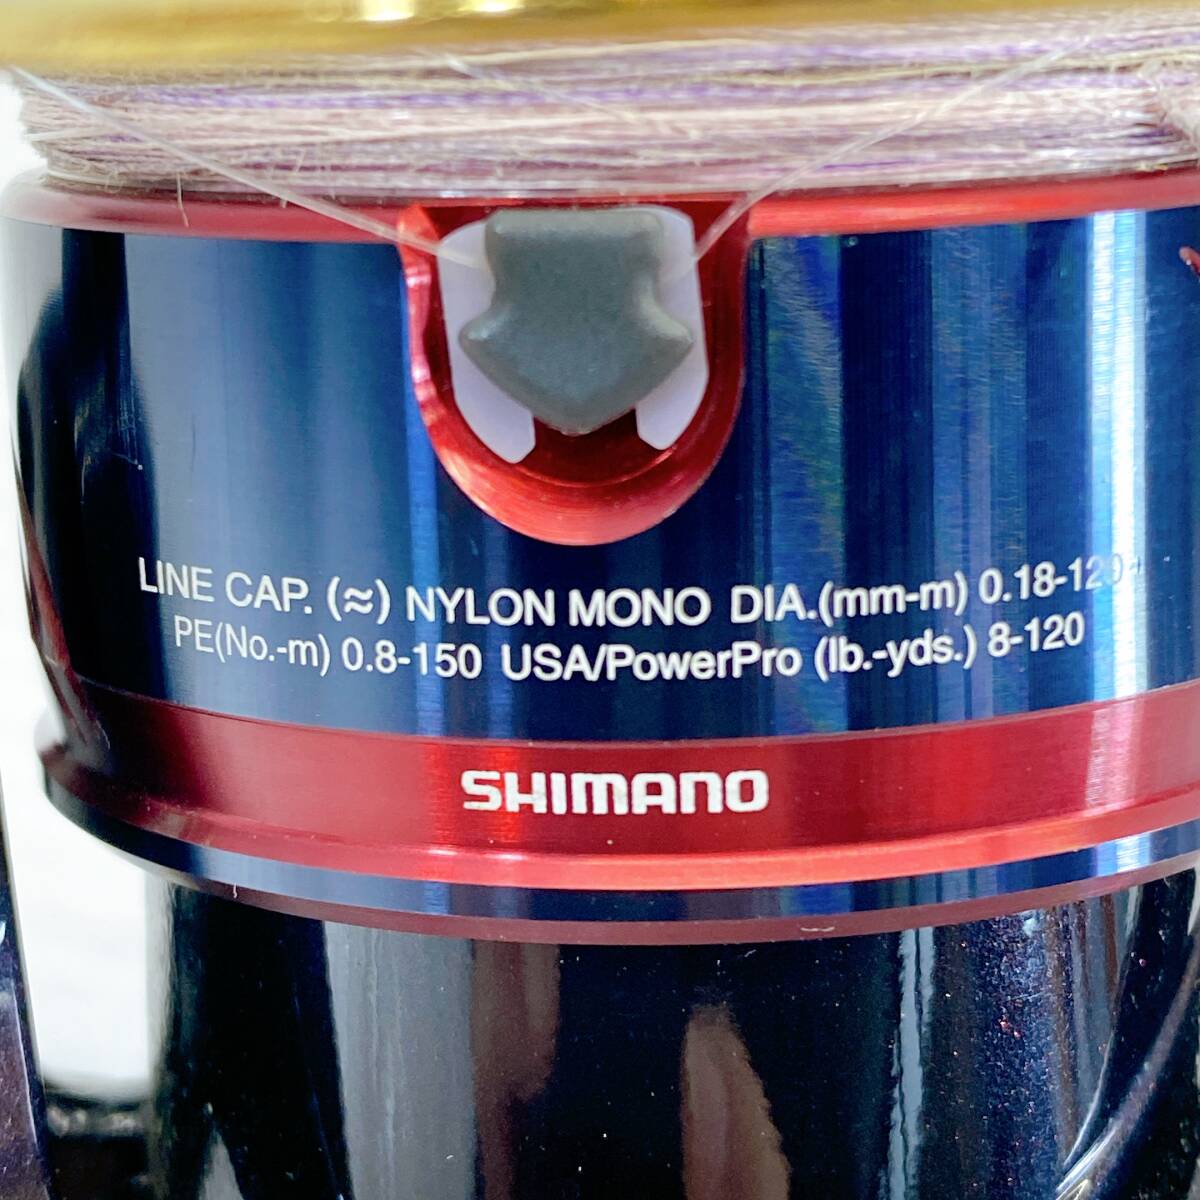 LINE CAP. (≈) NYLON MONO DIA.(mm-m) 0.18-120
PE(No.-m) 0.8-150 USA/PowerPro (lb.-yds.) 8-120
SHIMANO